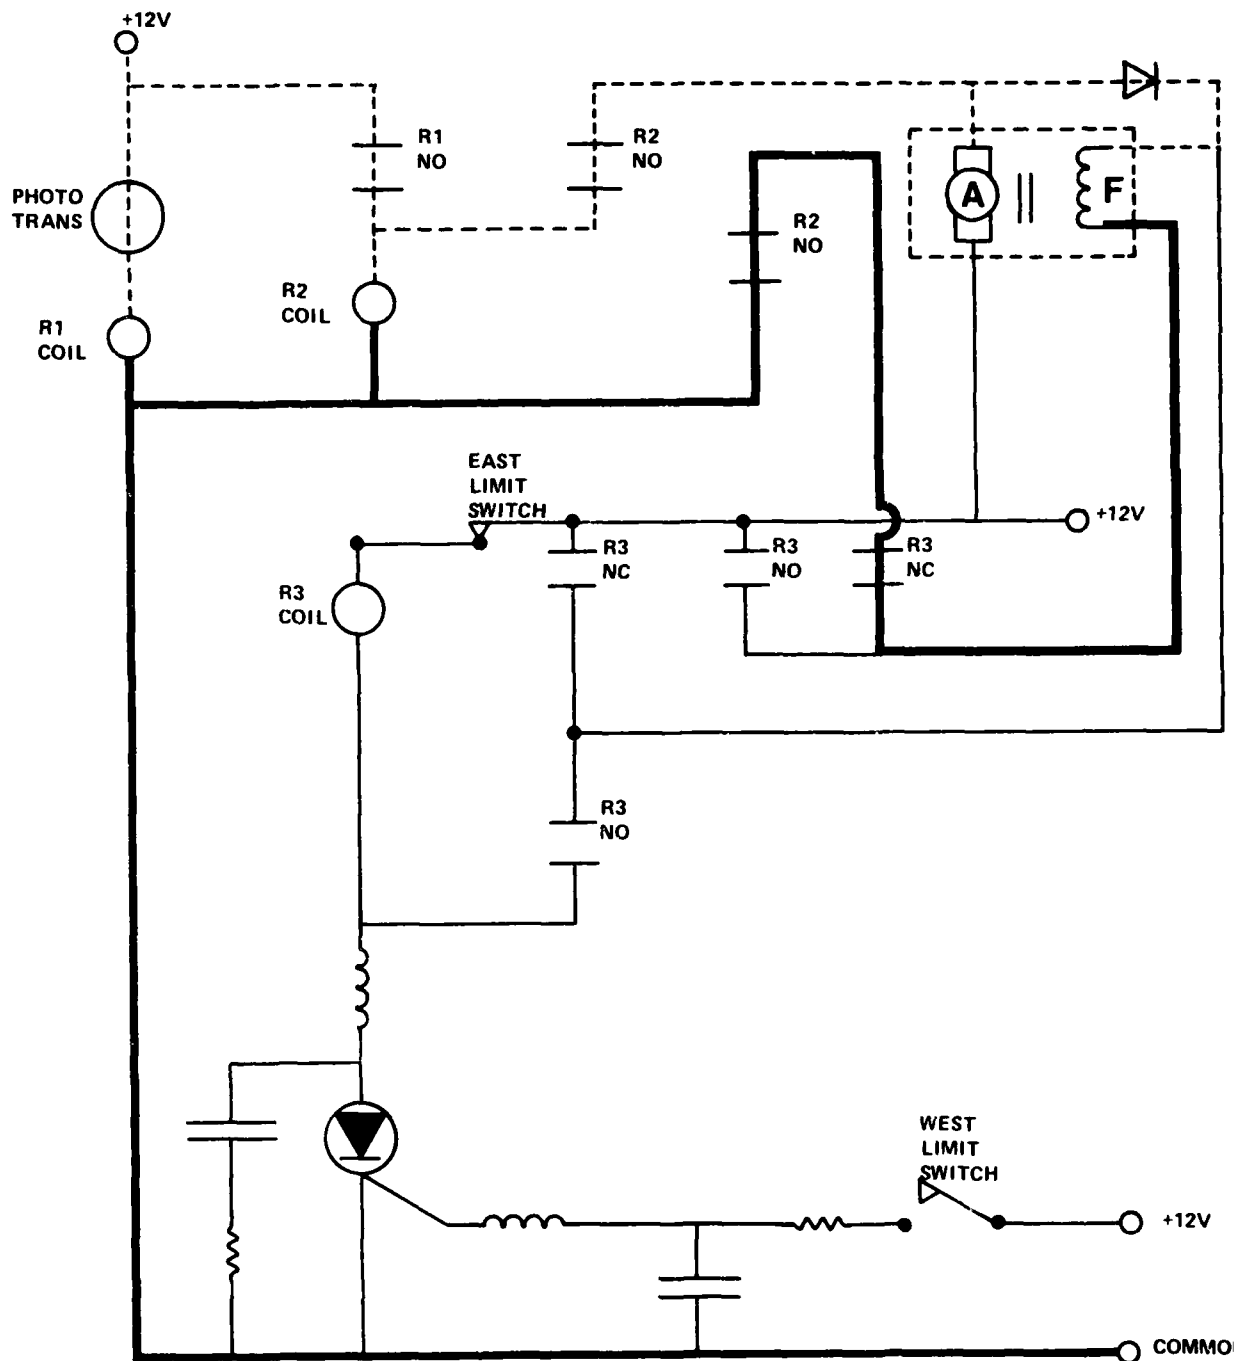 +12V
R1
NO
R2
NO
PHOTO
TRANS
A
F
R2
NO
R2
COIL
R1
COIL
EAST
LIMIT
SWITCH
+12V
R3
NC
R3
NO
R3
NC
R3
COIL
R3
NO
WEST
LIMIT
SWITCH
+12V
COMMO